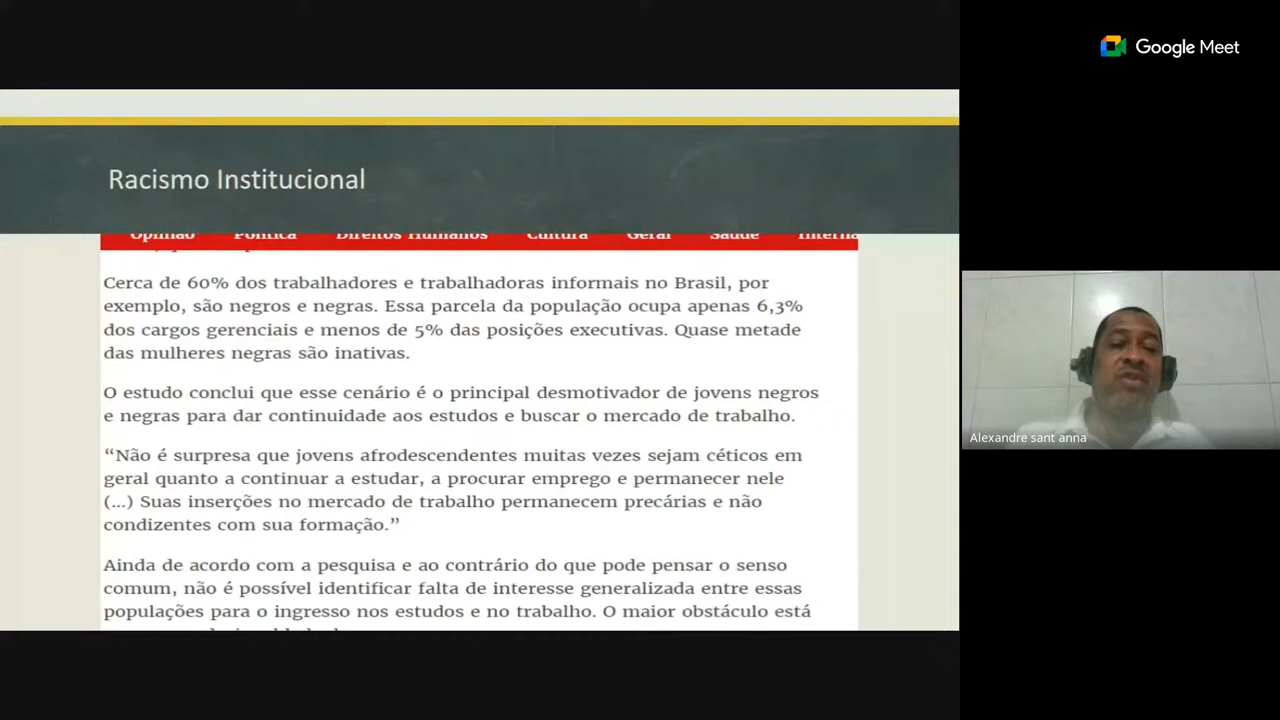 Google Meet
Racismo Institucional
Opinião Política Direitos Humanos Cultura Geral Saúde
Cerca de 60% dos trabalhadores e trabalhadoras informais no Brasil, por
exemplo, são negros e negras. Essa parcela da população ocupa apenas 6,3%
dos cargos gerenciais e menos de 5% das posições executivas. Quase metade
das mulheres negras são inativas.
O estudo conclui que esse cenário é o principal desmotivador de jovens negros
e negras para dar continuidade aos estudos e buscar o mercado de trabalho.
“Não é surpresa que jovens afrodescendentes muitas vezes sejam céticos em
geral quanto a continuar a estudar, a procurar emprego e permanecer nele
(...) Suas inserções no mercado de trabalho permanecem precárias e não
condizentes com sua formação.”
Ainda de acordo com a pesquisa e ao contrário do que pode pensar o senso
comum, não é possível identificar falta de interesse generalizada entre essas
populações para o ingresso nos estudos e no trabalho. O maior obstáculo está
Alexandre sant anna